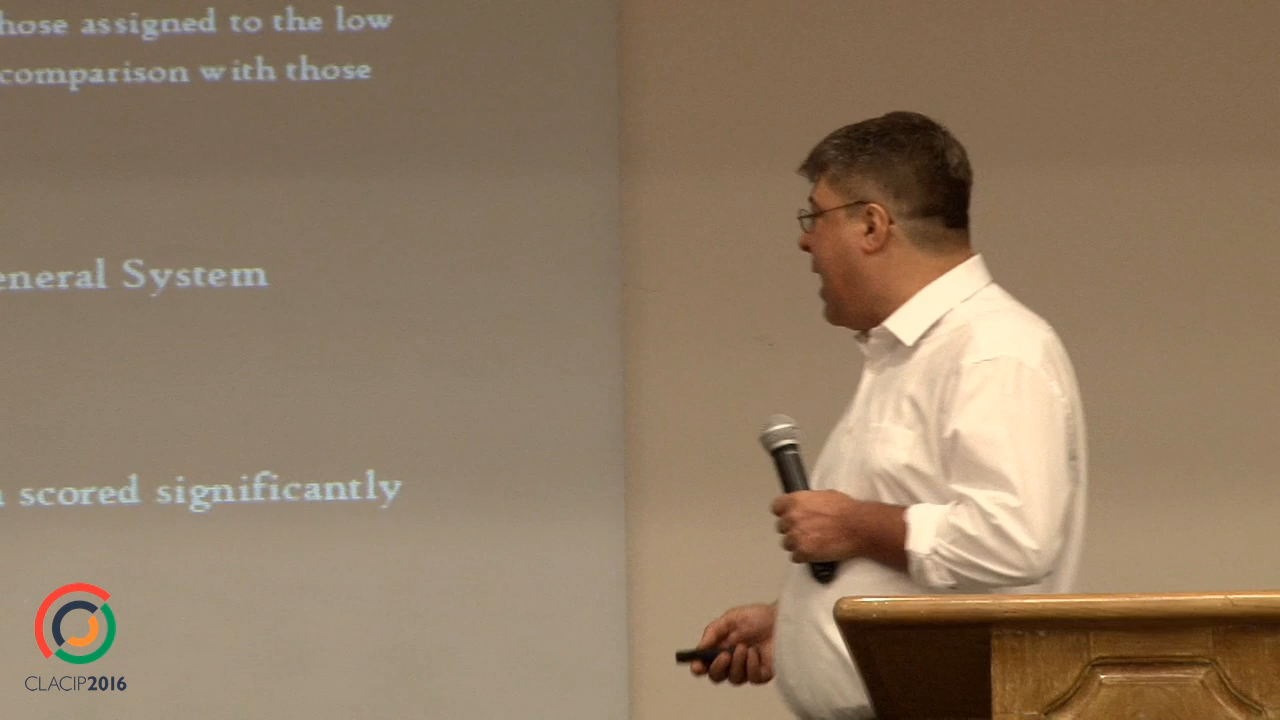 hose assigned to the low
comparison with those
eneral System
scored significantly
CLACIP2016